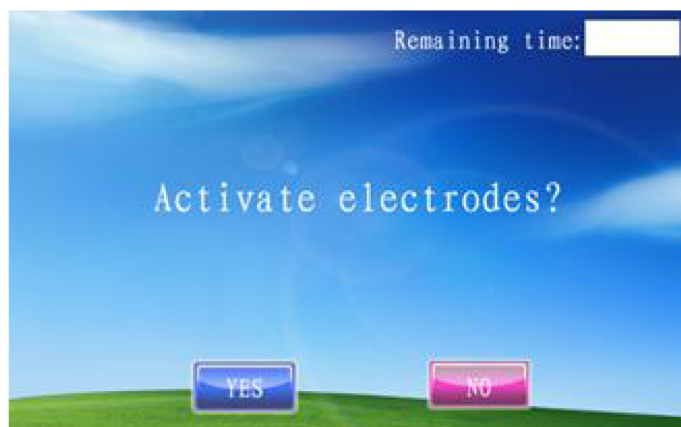 Remaining time:
Activate electrodes?
YES NO